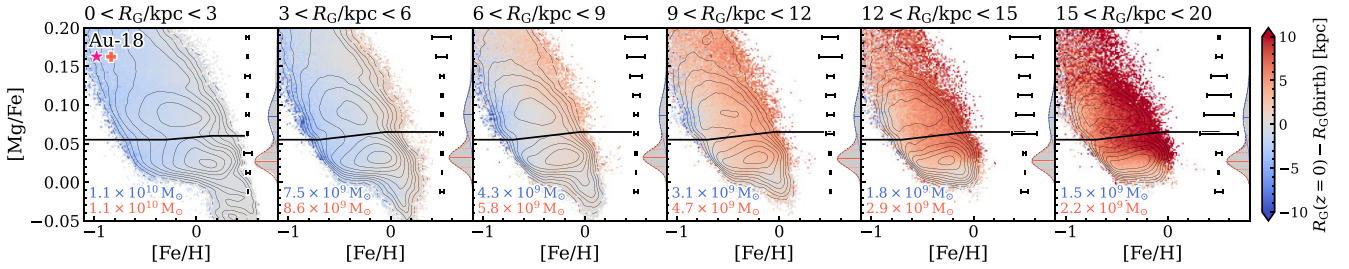 0 < R_G/kpc < 3
3 < R_G/kpc < 6
6 < R_G/kpc < 9
9 < R_G/kpc < 12
12 < R_G/kpc < 15
15 < R_G/kpc < 20
[Mg/Fe]
0.20
0.15
0.10
0.05
0.00
−0.05
Au-18
1.1 × 10^10 M_⊙
1.1 × 10^10 M_⊙
7.5 × 10^9 M_⊙
8.6 × 10^9 M_⊙
4.3 × 10^9 M_⊙
5.8 × 10^9 M_⊙
3.1 × 10^9 M_⊙
4.7 × 10^9 M_⊙
1.8 × 10^9 M_⊙
2.9 × 10^9 M_⊙
1.5 × 10^9 M_⊙
2.2 × 10^9 M_⊙
−1 0
−1 0
−1 0
−1 0
−1 0
−1 0
[Fe/H]
[Fe/H]
[Fe/H]
[Fe/H]
[Fe/H]
[Fe/H]
10
5
0
−5
−10
R_G(z = 0) − R_G(birth) [kpc]